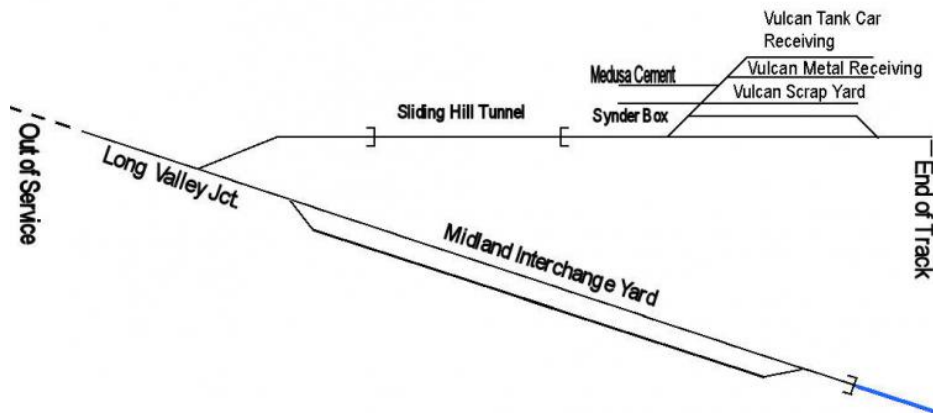 Vulcan Tank Car
Receiving
Medusa Cement
Vulcan Metal Receiving
Vulcan Scrap Yard
Sliding Hill Tunnel
Synder Box
Out of Service
Long Valley Jct.
Midland Interchange Yard
End of Track